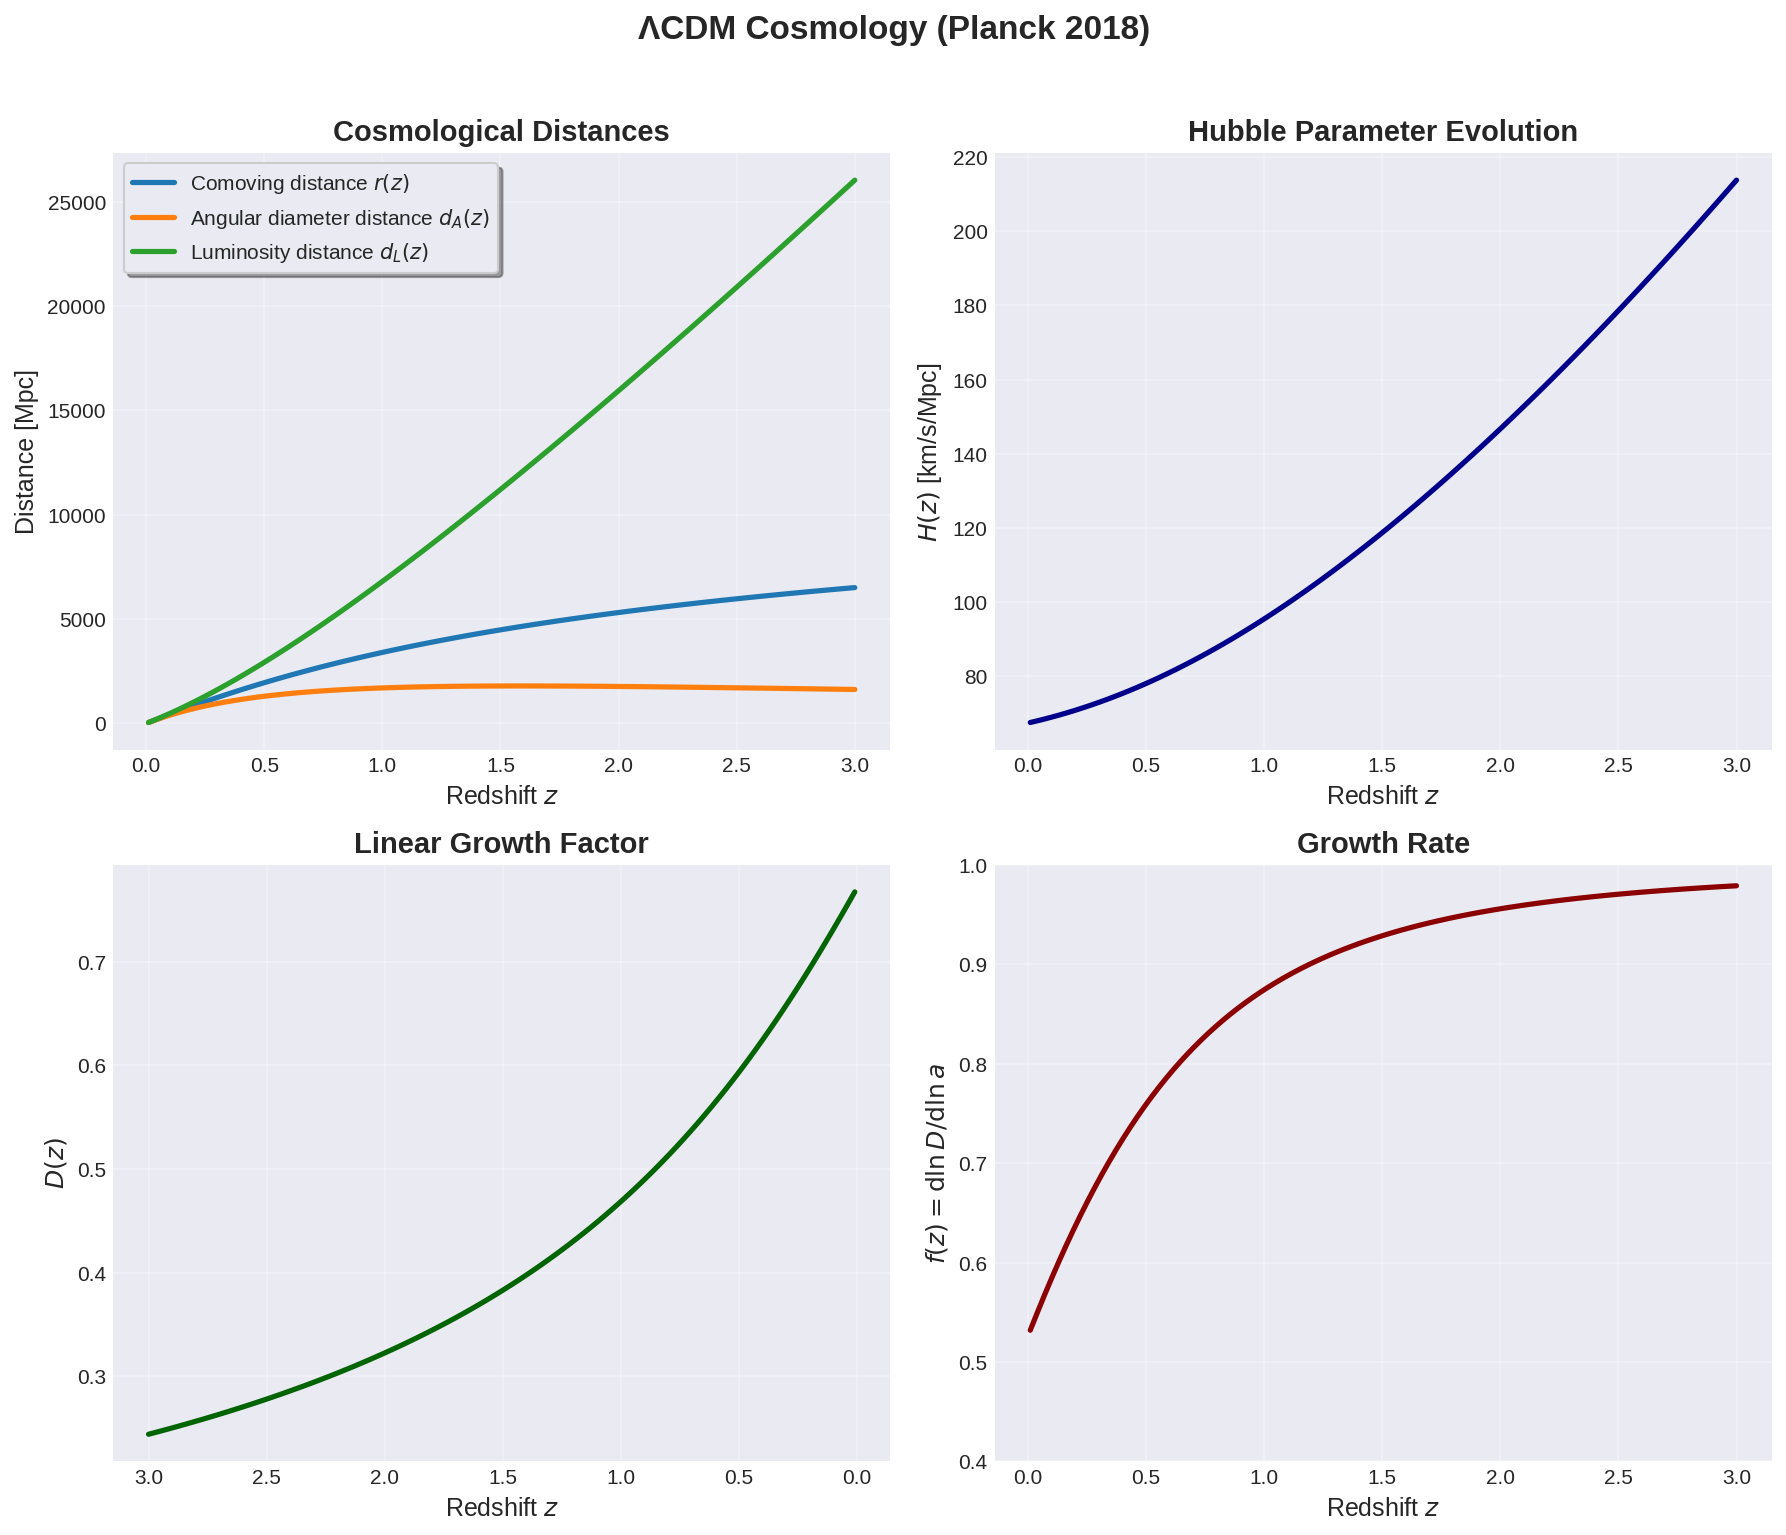 ΛCDM Cosmology (Planck 2018)
Cosmological Distances
Comoving distance r(z)
Angular diameter distance d_A(z)
Luminosity distance d_L(z)
Distance [Mpc]
25000
20000
15000
10000
5000
0
0.0 0.5 1.0 1.5 2.0 2.5 3.0
Redshift z
Hubble Parameter Evolution
H(z) [km/s/Mpc]
220
200
180
160
140
120
100
80
0.0 0.5 1.0 1.5 2.0 2.5 3.0
Redshift z
Linear Growth Factor
D(z)
0.7
0.6
0.5
0.4
0.3
3.0 2.5 2.0 1.5 1.0 0.5 0.0
Redshift z
Growth Rate
f(z) = dln D/dln a
1.0
0.9
0.8
0.7
0.6
0.5
0.4
0.0 0.5 1.0 1.5 2.0 2.5 3.0
Redshift z